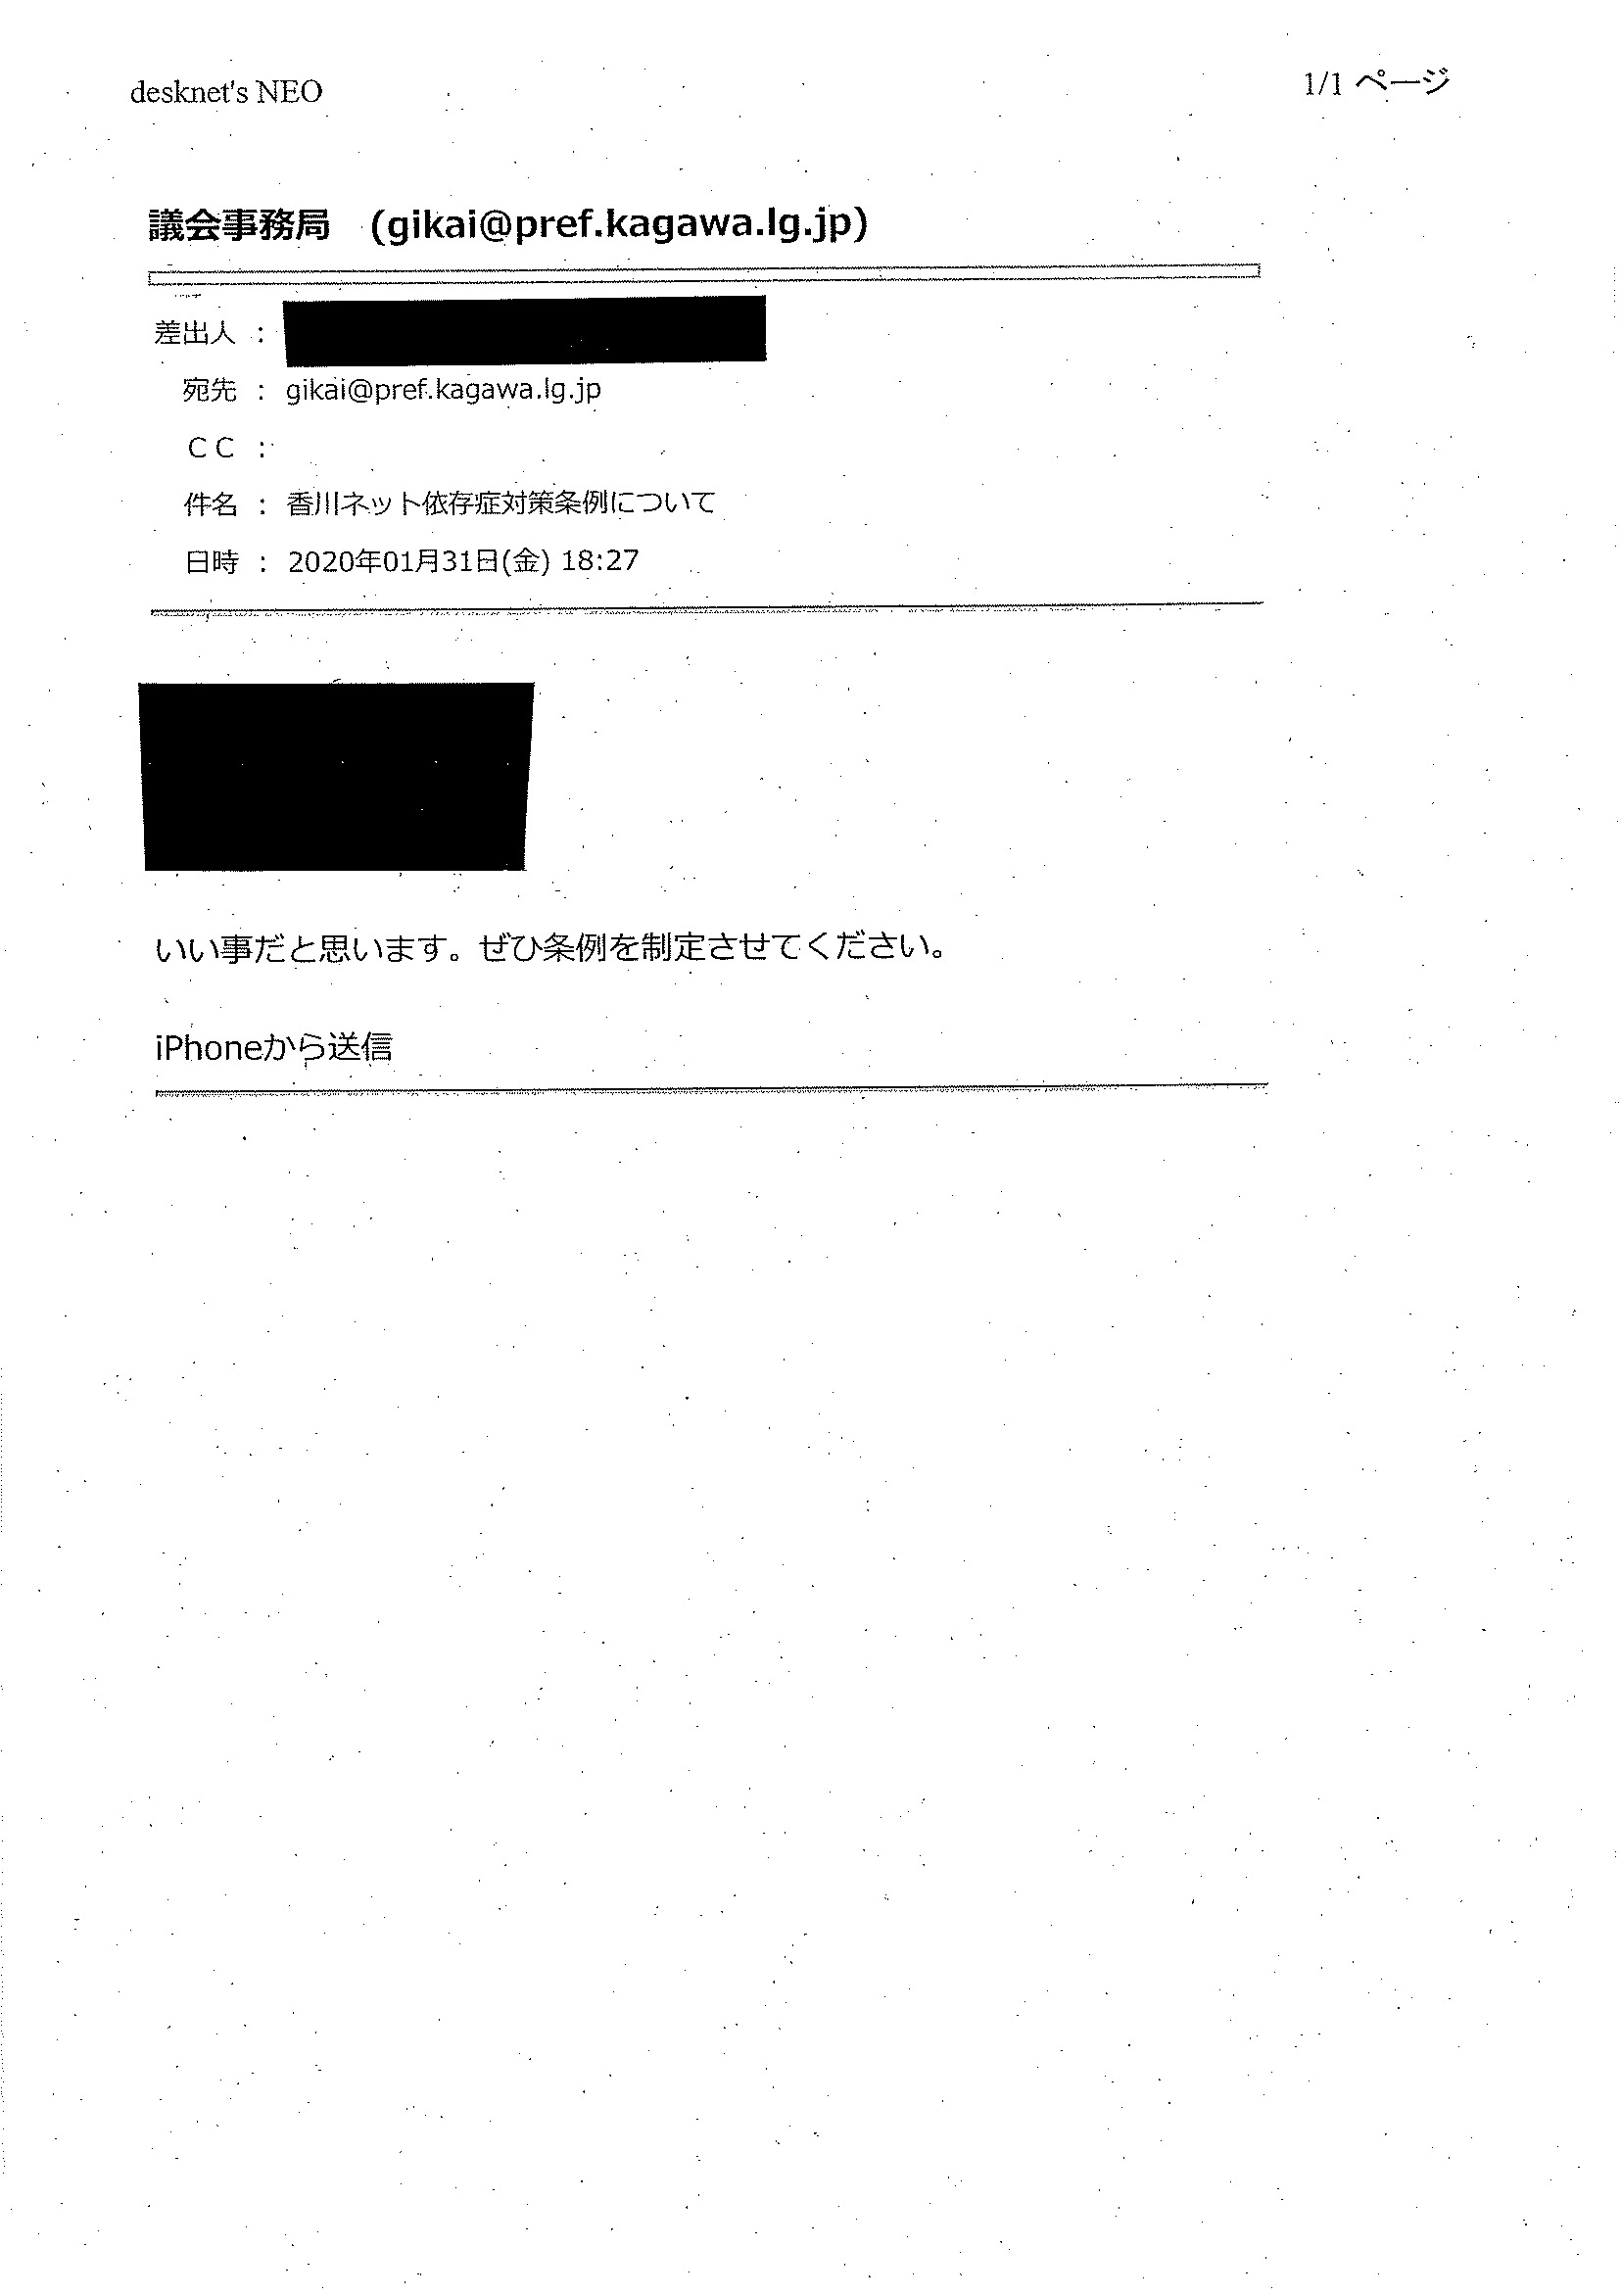 desknet's NEO
1/1 ページ
議会事務局　(gikai@pref.kagawa.lg.jp)
差出人 ：
宛先 ： gikai@pref.kagawa.lg.jp
ＣＣ ：
件名 ： 香川ネット依存症対策条例について
日時 ： 2020年01月31日(金) 18:27
いい事だと思います。ぜひ条例を制定させてください。
iPhoneから送信